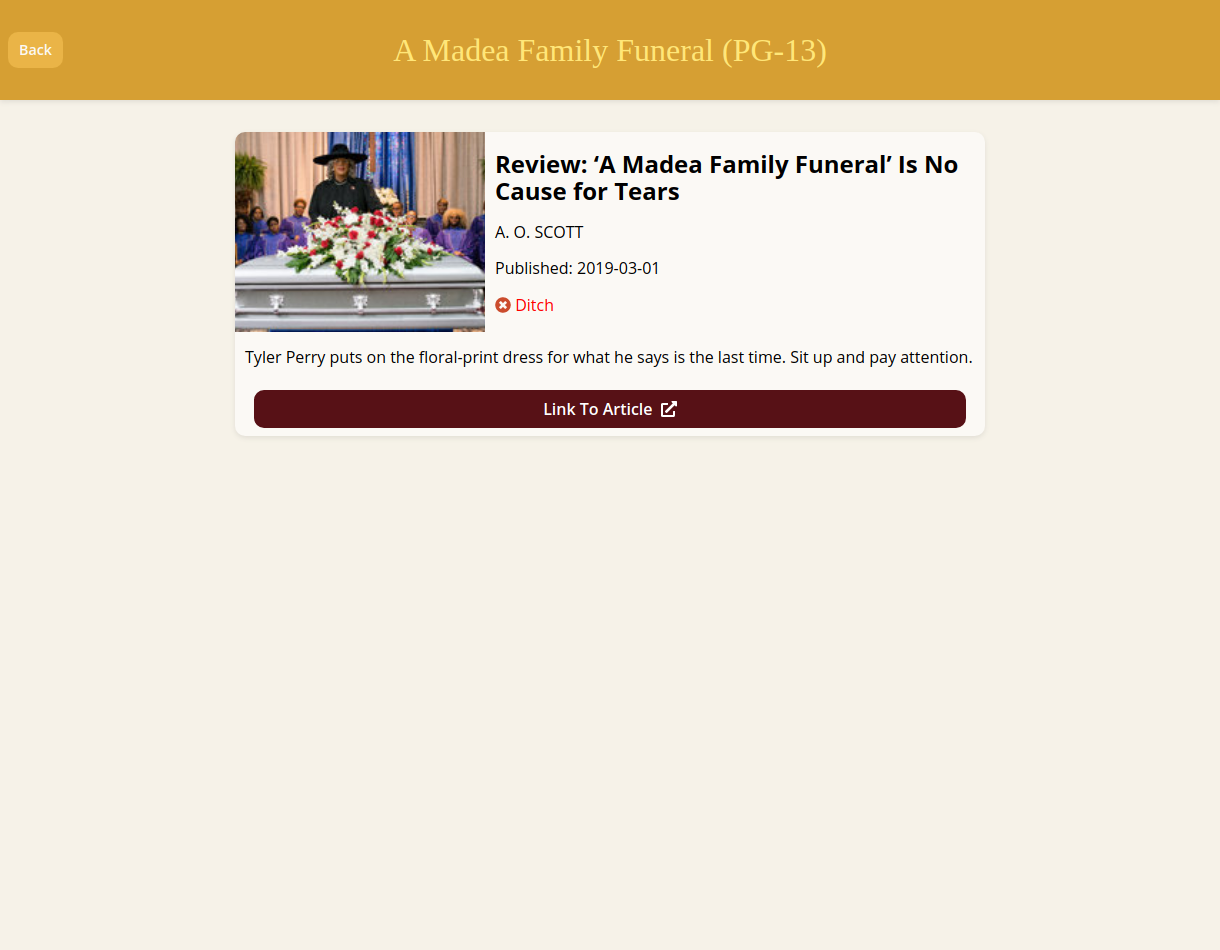 Back
A Madea Family Funeral (PG-13)
Review: ‘A Madea Family Funeral’ Is No
Cause for Tears
A. O. SCOTT
Published: 2019-03-01
Ditch
Tyler Perry puts on the floral-print dress for what he says is the last time. Sit up and pay attention.
Link To Article